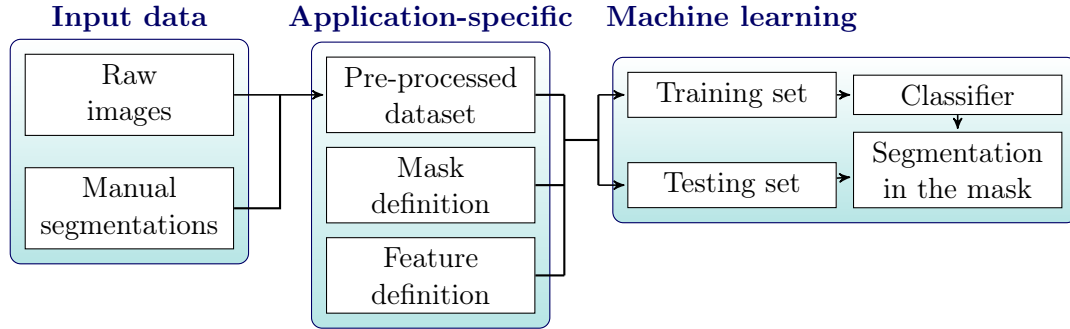 Input data
Raw
images
Manual
segmentations
Application-specific
Pre-processed
dataset
Mask
definition
Feature
definition
Machine learning
Training set
Classifier
Testing set
Segmentation
in the mask